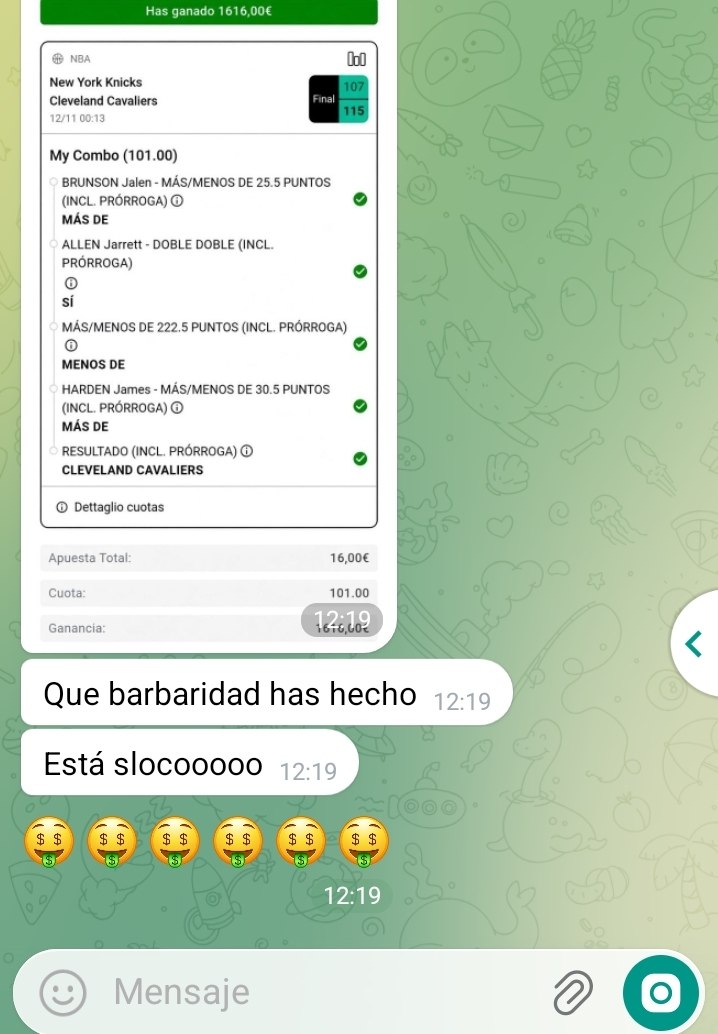 Has ganado 1616,00€
NBA
New York Knicks
Cleveland Cavaliers
12/11 00:13
Final
107
115
My Combo (101.00)
BRUNSON Jalen - MÁS/MENOS DE 25.5 PUNTOS
(INCL. PRÓRROGA)
MÁS DE
ALLEN Jarrett - DOBLE DOBLE (INCL.
PRÓRROGA)
SÍ
MÁS/MENOS DE 222.5 PUNTOS (INCL. PRÓRROGA)
MENOS DE
HARDEN James - MÁS/MENOS DE 30.5 PUNTOS
(INCL. PRÓRROGA)
MÁS DE
RESULTADO (INCL. PRÓRROGA)
CLEVELAND CAVALIERS
Dettaglio cuotas
Apuesta Total: 16,00€
Cuota: 101.00
12:19
Ganancia: 1616,00€
Que barbaridad has hecho 12:19
Está slocooooo 12:19
12:19
Mensaje